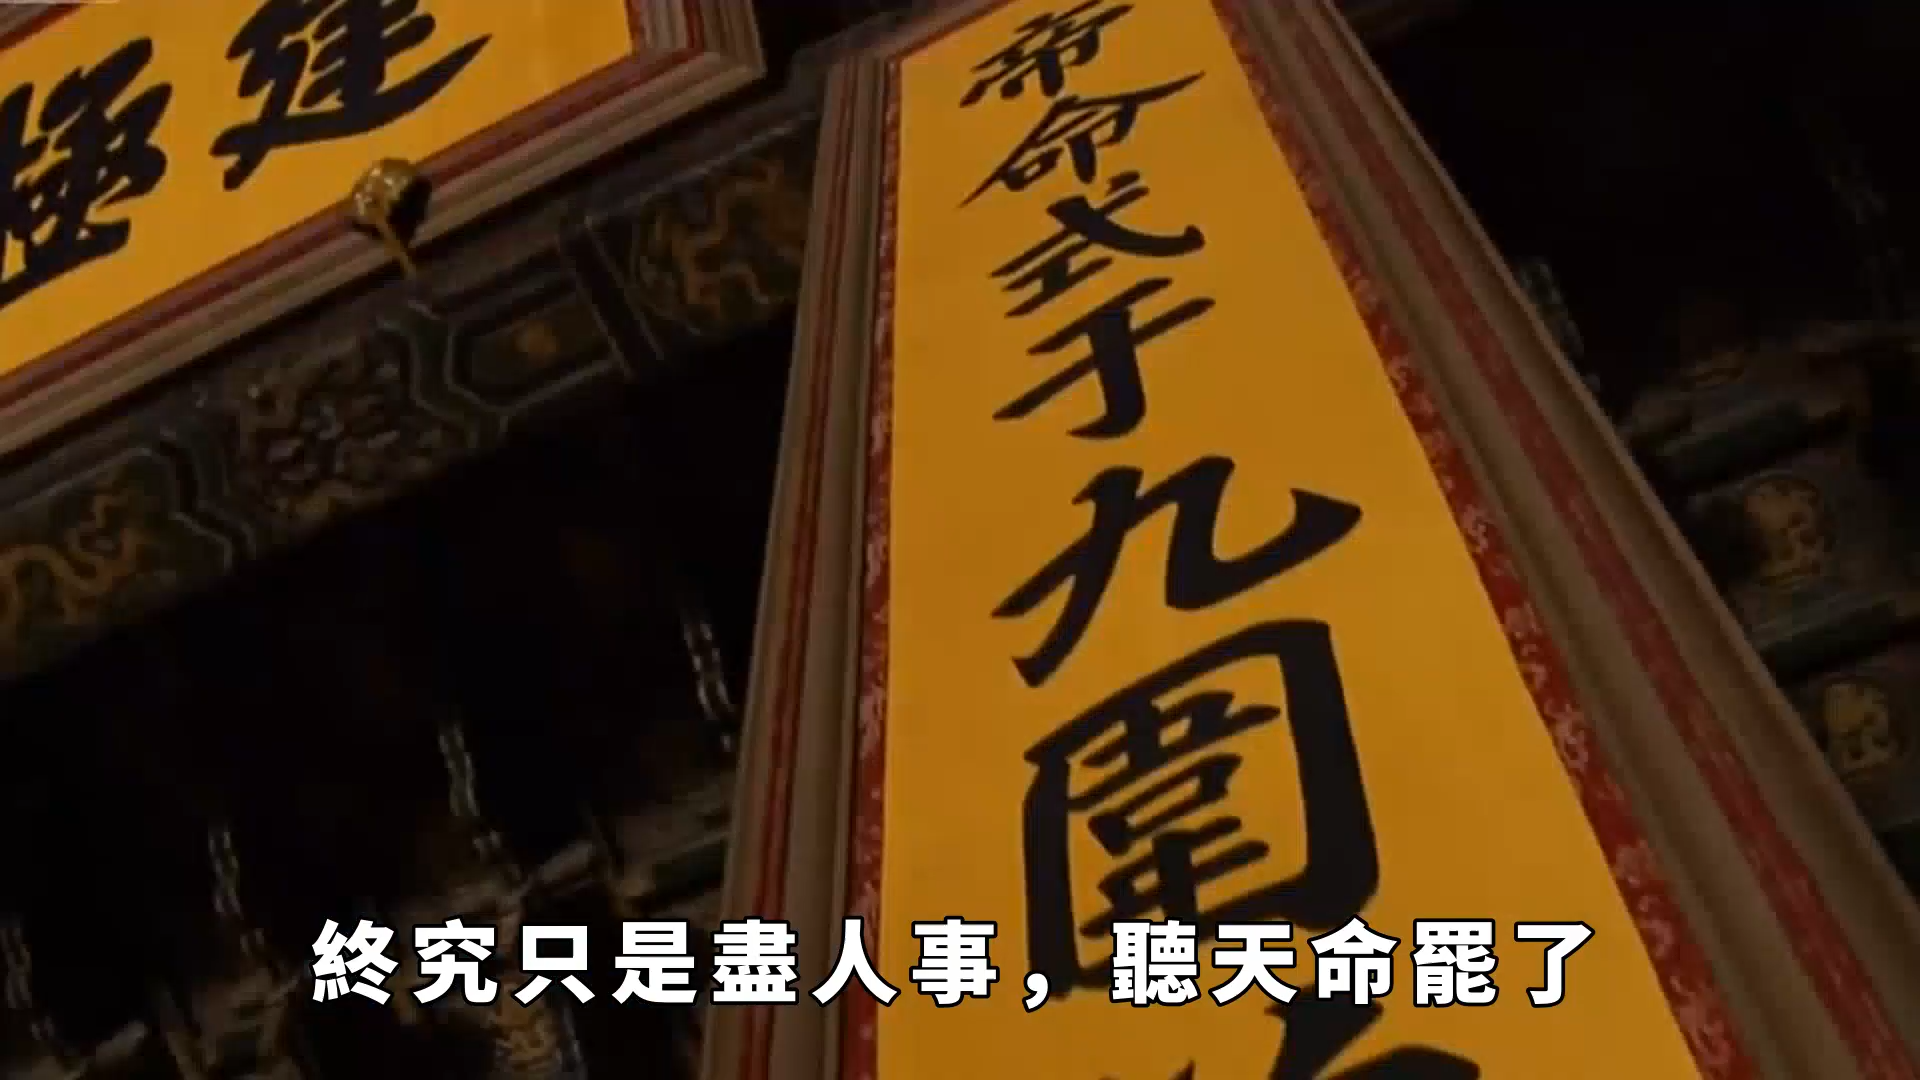 建極
帝命式于九圍
終究只是盡人事，聽天命罷了